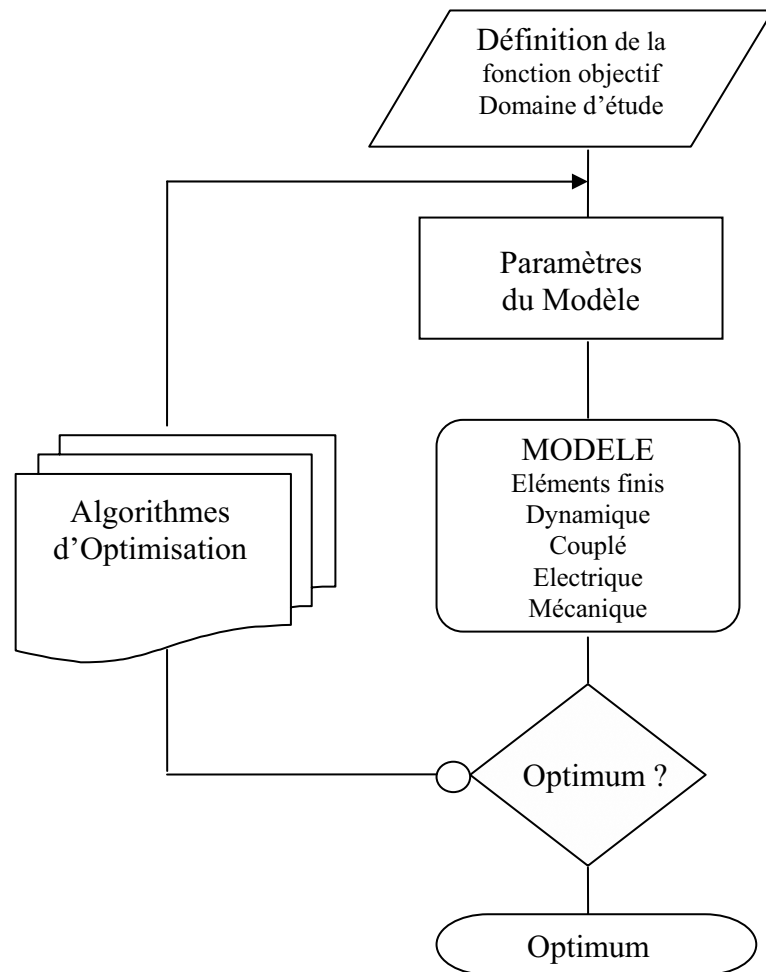 Définition de la
fonction objectif
Domaine d’étude
Paramètres
du Modèle
MODELE
Eléments finis
Dynamique
Couplé
Electrique
Mécanique
Algorithmes
d’Optimisation
Optimum ?
Optimum